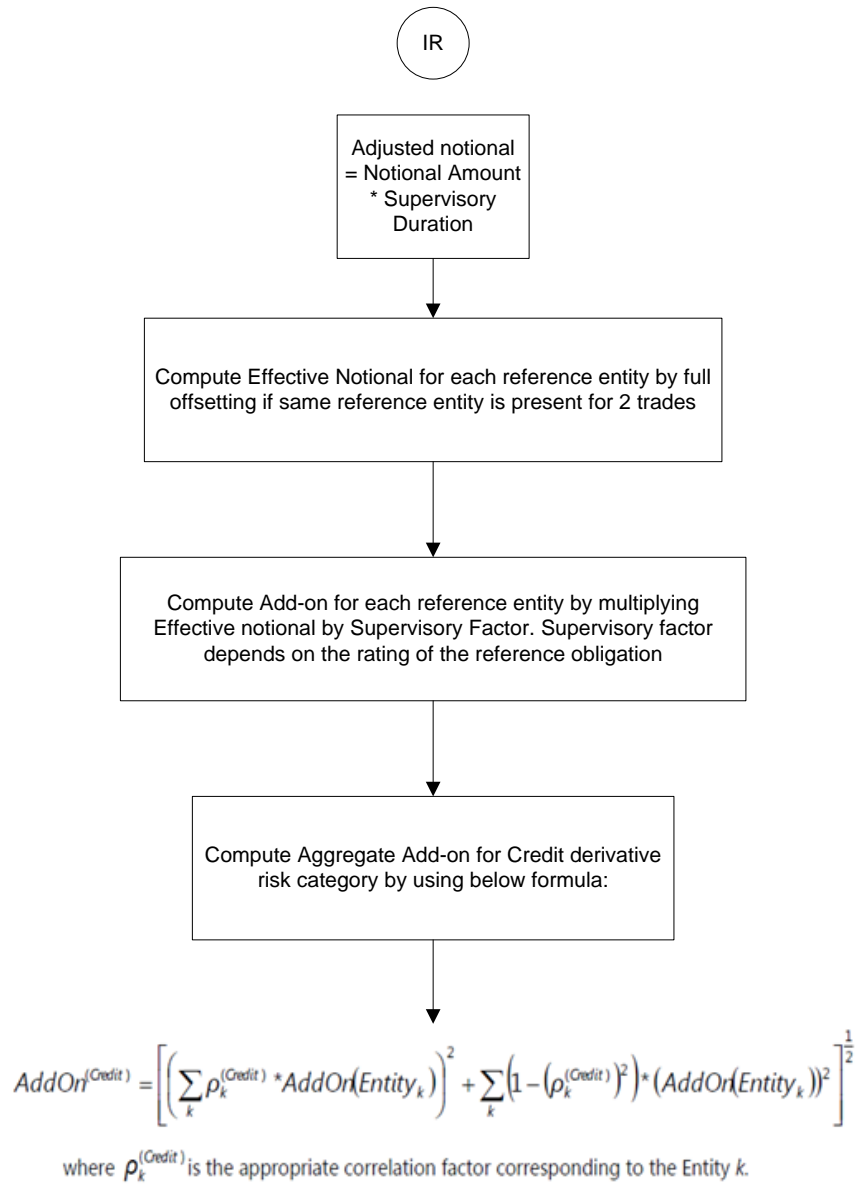 IR
Adjusted notional
= Notional Amount
* Supervisory
Duration
Compute Effective Notional for each reference entity by full
offsetting if same reference entity is present for 2 trades
Compute Add-on for each reference entity by multiplying
Effective notional by Supervisory Factor. Supervisory factor
depends on the rating of the reference obligation
Compute Aggregate Add-on for Credit derivative
risk category by using below formula:
AddOn^(Credit) = [(∑_k ρ_k^(Credit) * AddOn(Entity_k))^2 + ∑_k (1 − (ρ_k^(Credit))^2) * (AddOn(Entity_k))^2]^(1/2)
where ρ_k^(Credit) is the appropriate correlation factor corresponding to the Entity k.